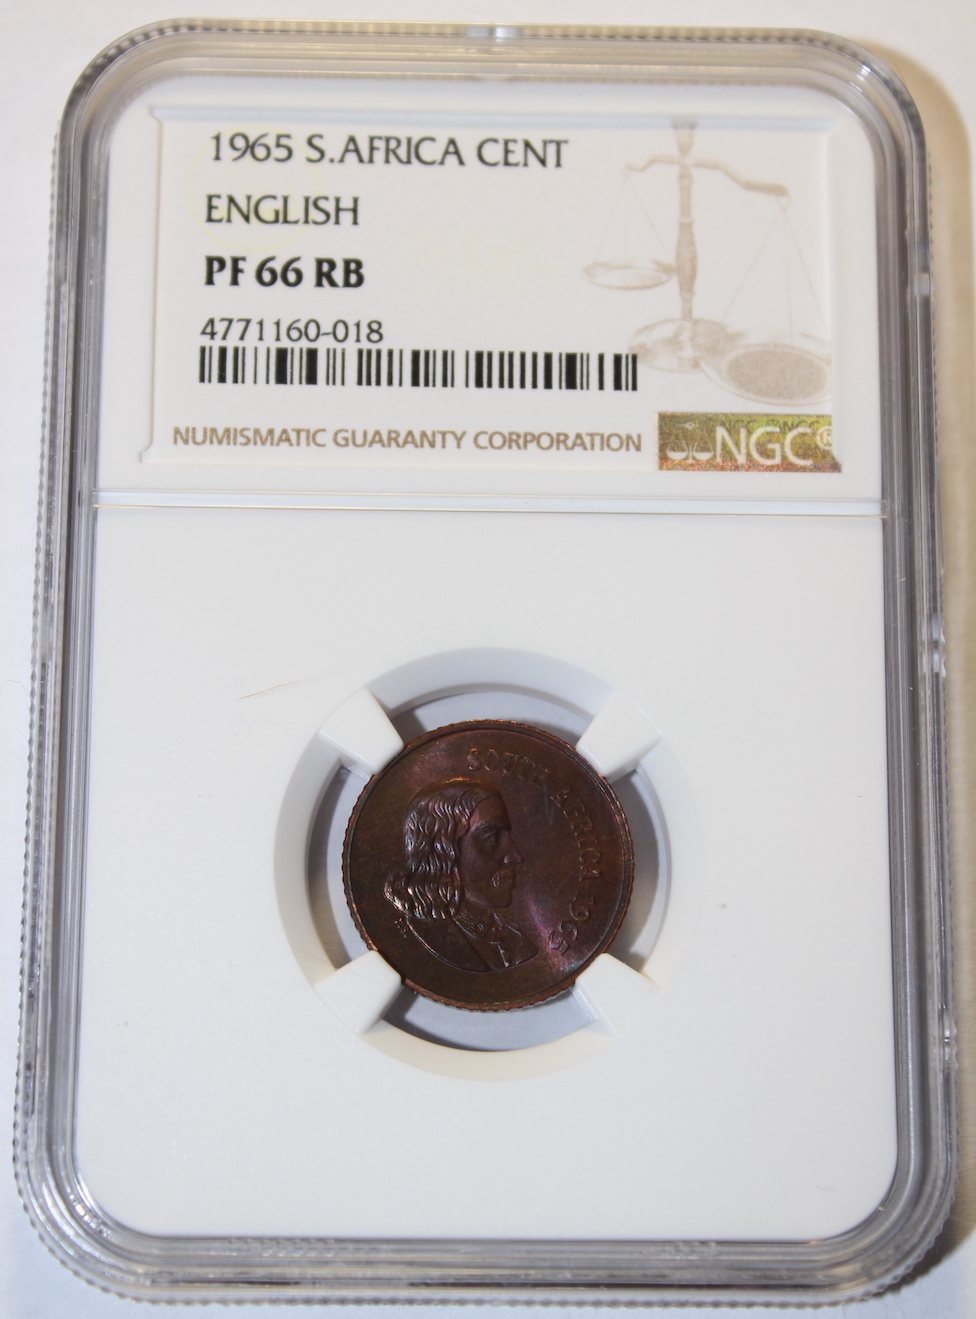 1965 S.AFRICA CENT
ENGLISH
PF 66 RB
4771160-018
NUMISMATIC GUARANTY CORPORATION
NGC®
SOUTH AFRICA 1965